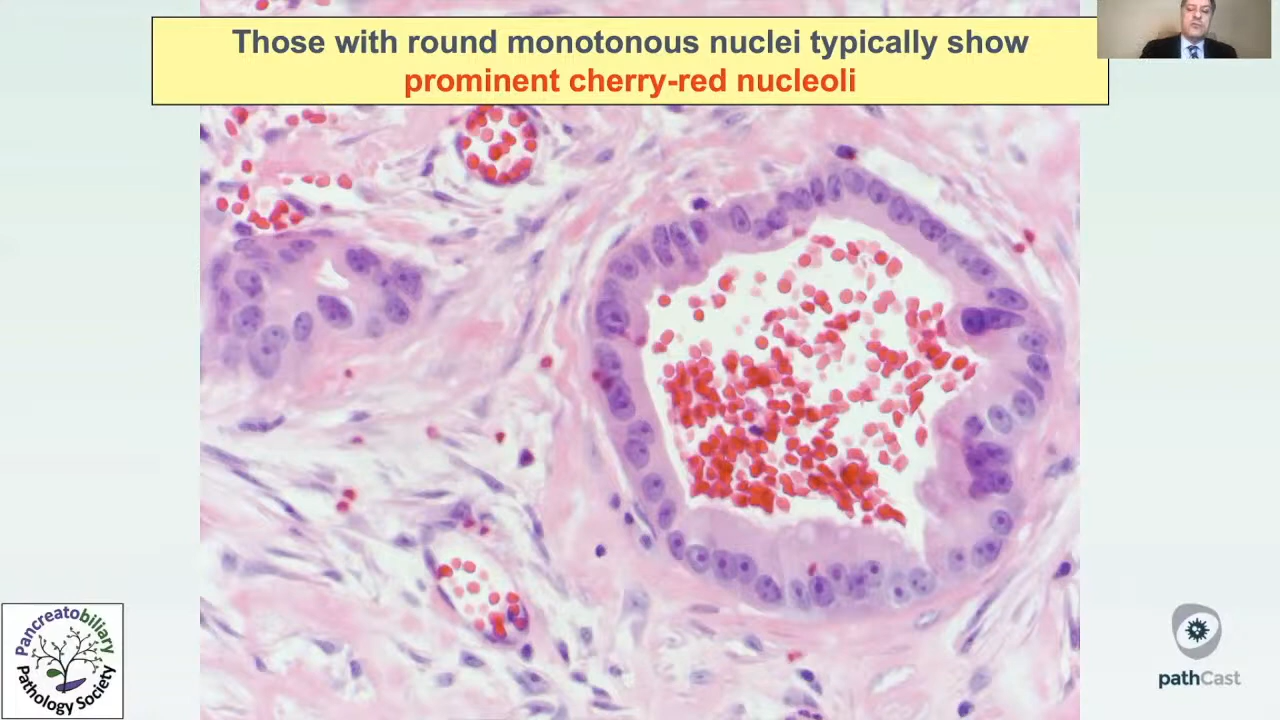 Those with round monotonous nuclei typically show
prominent cherry-red nucleoli
Pancreatobiliary
Pathology Society
pathCast